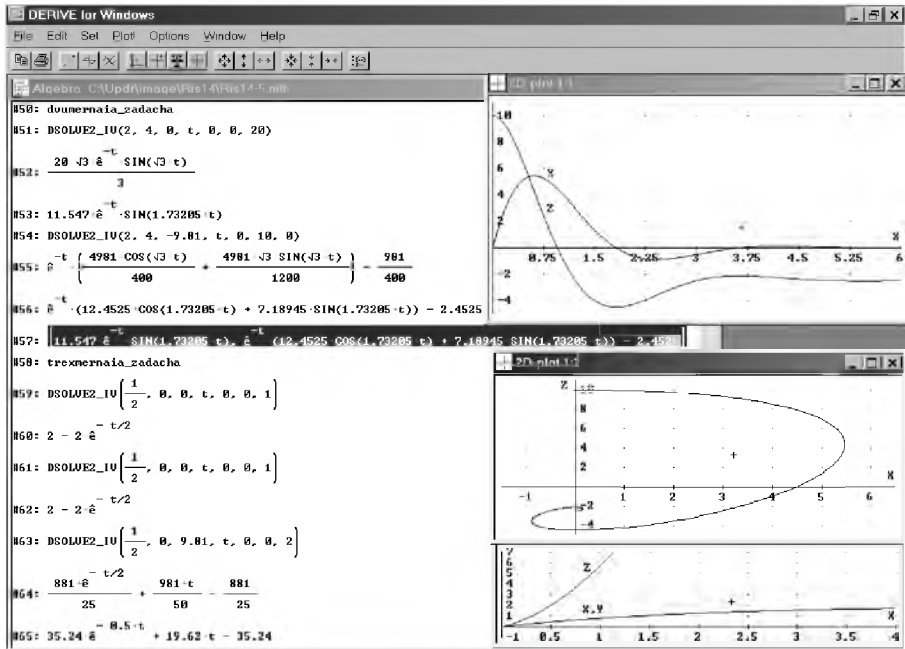 DERIVE for Windows
File Edit Set Plot Options Window Help
Algebra C:\Updr\image\Ris14\Ris14-5.mth
#50: dvumernaia_zadacha
#51: DSOLVE2_IV(2, 4, 0, t, 0, 0, 20)
#52: 20·√3·ê^(-t)·SIN(√3·t) / 3
#53: 11.547·ê^(-t)·SIN(1.73205·t)
#54: DSOLVE2_IV(2, 4, -9.81, t, 0, 10, 0)
#55: ê^(-t)·(4981·COS(√3·t) / 400 + 4981·√3·SIN(√3·t) / 1200) - 981 / 400
#56: ê^(-t)·(12.4525·COS(1.73205·t) + 7.18945·SIN(1.73205·t)) - 2.4525
#57: [11.547·ê^(-t)·SIN(1.73205·t), ê^(-t)·(12.4525·COS(1.73205·t) + 7.18945·SIN(1.73205·t)) - 2.452
#58: trexmernaia_zadacha
#59: DSOLVE2_IV(1/2, 0, 0, t, 0, 0, 1)
#60: 2 - 2·ê^(- t/2)
#61: DSOLVE2_IV(1/2, 0, 0, t, 0, 0, 1)
#62: 2 - 2·ê^(- t/2)
#63: DSOLVE2_IV(1/2, 0, 9.81, t, 0, 0, 2)
#64: 881·ê^(- t/2) / 25 + 981·t / 50 - 881 / 25
#65: 35.24·ê^(- 0.5·t) + 19.62·t - 35.24
2D-plot 1:1
10
8
6
4
2
-2
-4
X
Z
0.75 1.5 2.25 3 3.75 4.5 5.25 6
X
2D-plot 1:1
Z
8
6
4
2
-2
-4
-1 1 2 3 4 5 6
X
Y
6
5
4
3
2
1
Z
X,Y
X
-1 0.5 1 1.5 2 2.5 3 3.5 4